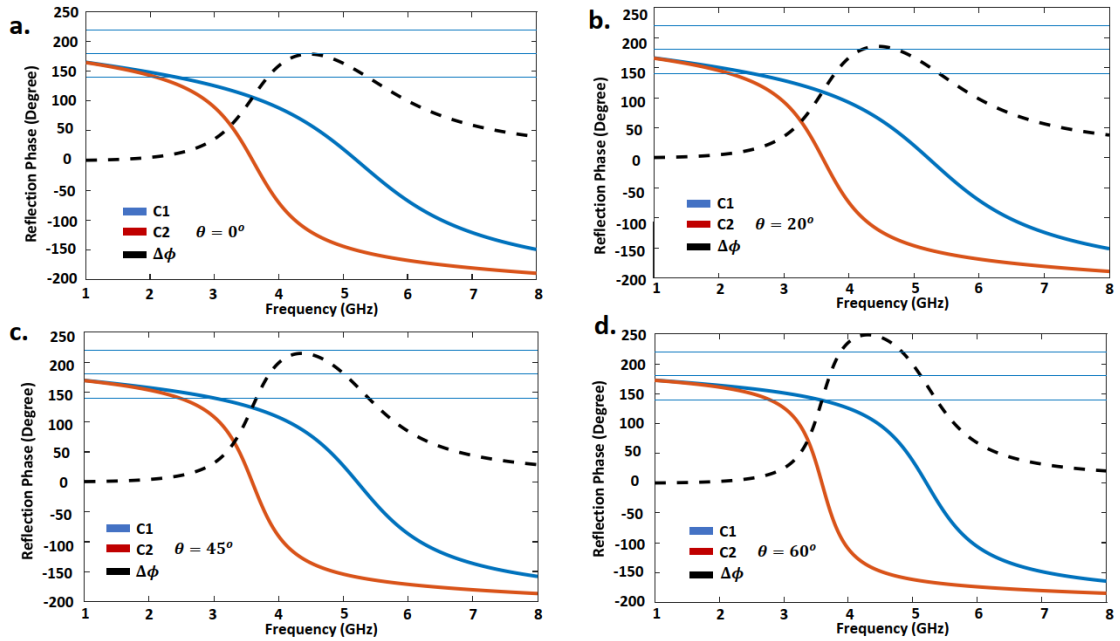 a.
Reflection Phase (Degree)
250
200
150
100
50
0
-50
-100
-150
-200
C1
C2
Δϕ
θ = 0°
1 2 3 4 5 6 7 8
Frequency (GHz)
b.
Reflection Phase (Degree)
250
200
150
100
50
0
-50
-100
-150
-200
C1
C2
Δϕ
θ = 20°
1 2 3 4 5 6 7 8
Frequency (GHz)
c.
Reflection Phase (Degree)
250
200
150
100
50
0
-50
-100
-150
-200
C1
C2
Δϕ
θ = 45°
1 2 3 4 5 6 7 8
Frequency (GHz)
d.
Reflection Phase (Degree)
250
200
150
100
50
0
-50
-100
-150
-200
C1
C2
Δϕ
θ = 60°
1 2 3 4 5 6 7 8
Frequency (GHz)